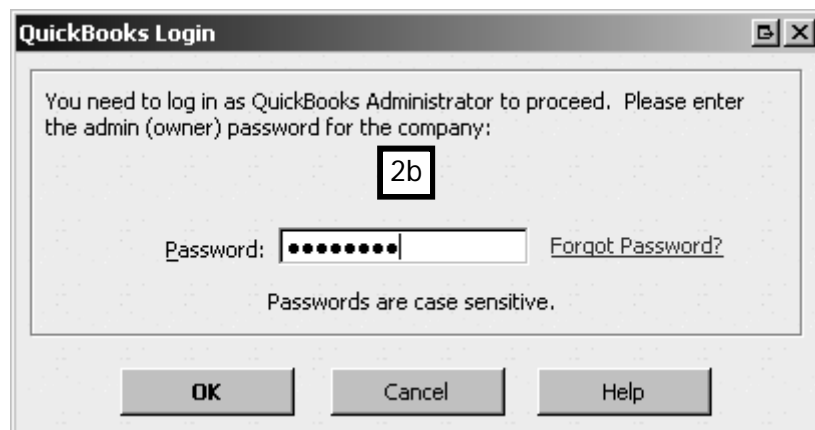 QuickBooks Login
You need to log in as QuickBooks Administrator to proceed. Please enter
the admin (owner) password for the company:
2b
Password: ●●●●●●●● Forgot Password?
Passwords are case sensitive.
OK Cancel Help